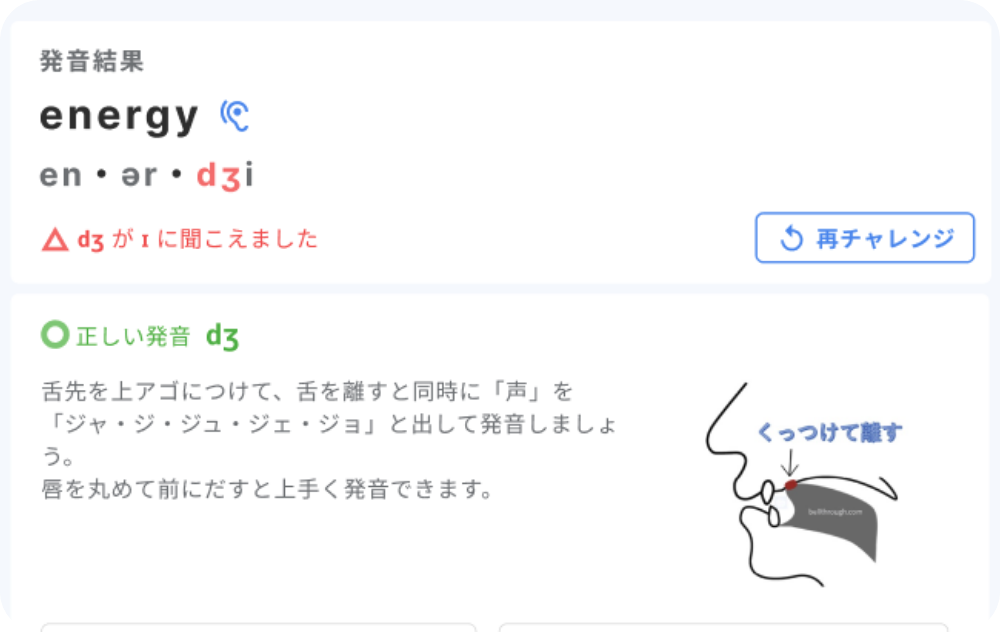 発音結果
energy
en・ər・dʒi
dʒ が ɪ に聞こえました
再チャレンジ
正しい発音 dʒ
舌先を上アゴにつけて、舌を離すと同時に「声」を
「ジャ・ジ・ジュ・ジェ・ジョ」と出して発音しましょ
う。
唇を丸めて前にだすと上手く発音できます。
くっつけて離す